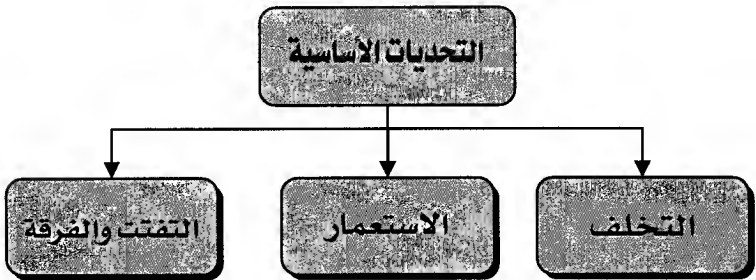 التحديات الأساسية
التخلف
الاستعمار
التفتت والفرقة